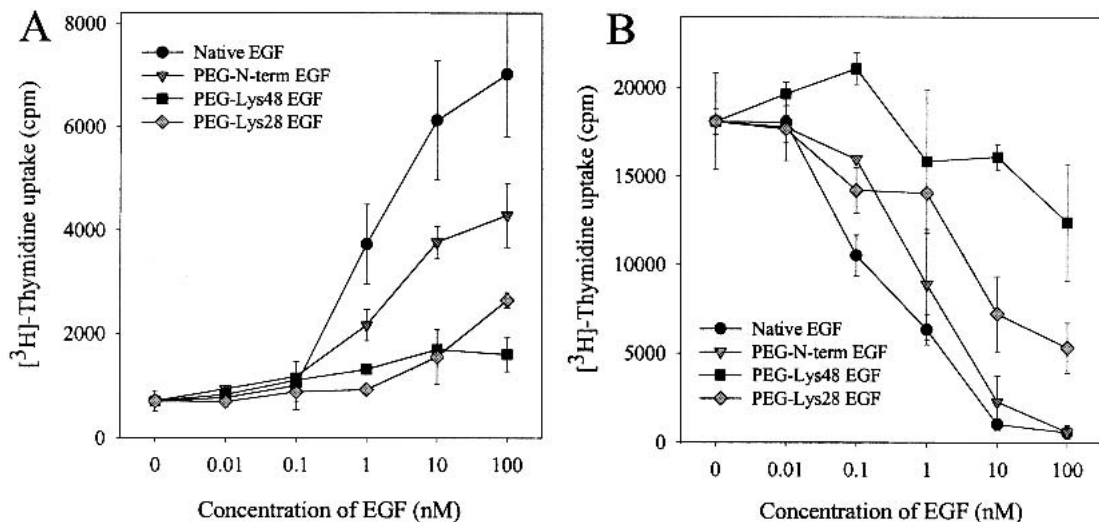 A
8000
6000
4000
2000
0
[³H]-Thymidine uptake (cpm)
Native EGF
PEG-N-term EGF
PEG-Lys48 EGF
PEG-Lys28 EGF
0 0.01 0.1 1 10 100
Concentration of EGF (nM)
B
20000
15000
10000
5000
0
[³H]-Thymidine uptake (cpm)
Native EGF
PEG-N-term EGF
PEG-Lys48 EGF
PEG-Lys28 EGF
0 0.01 0.1 1 10 100
Concentration of EGF (nM)